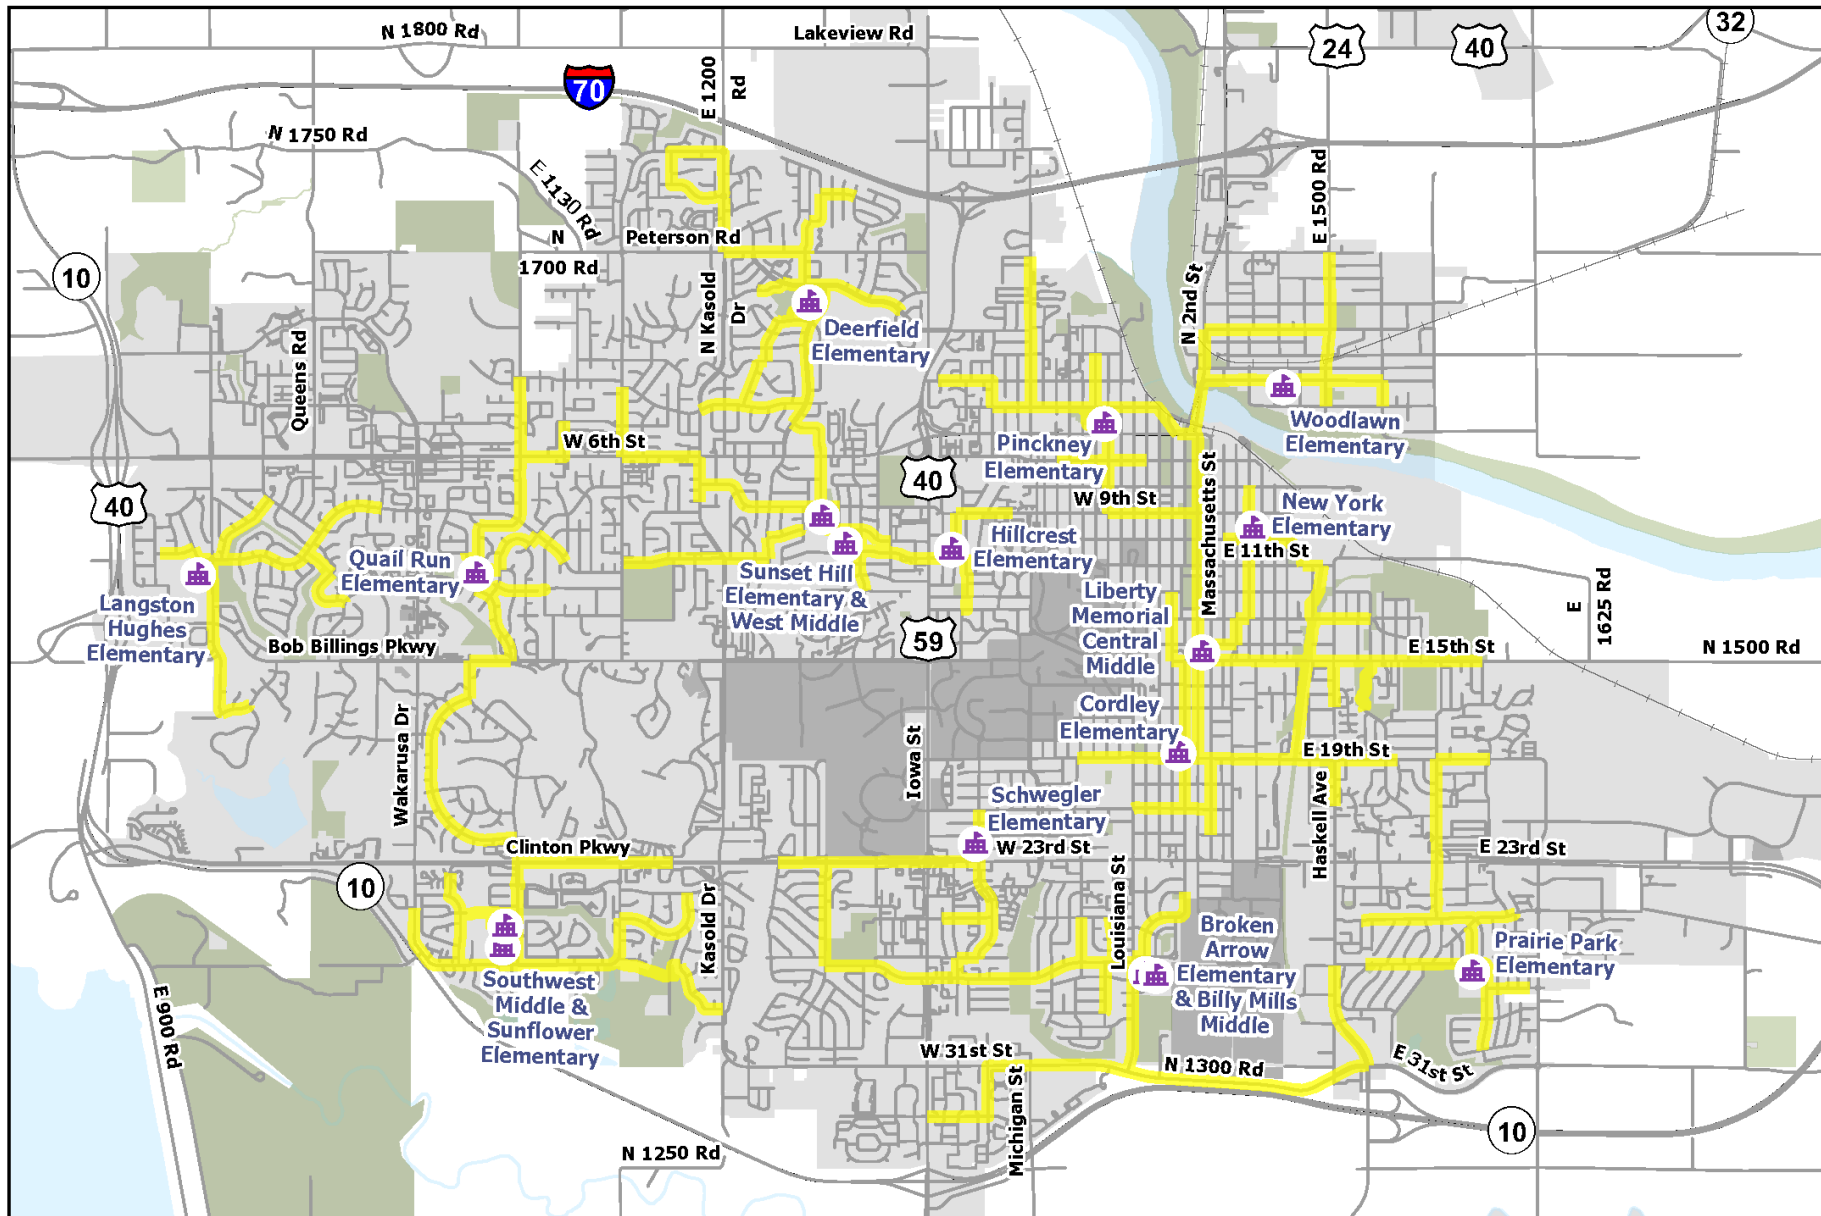 N 1800 Rd
Lakeview Rd
32
24
40
70
E 1200
Rd
N 1750 Rd
E 1130 Rd
E 1500 Rd
N
1700 Rd
Peterson Rd
10
N Kasold
Dr
N 2nd St
Deerfield
Elementary
Queens Rd
Woodlawn
Elementary
W 6th St
Pinckney
Elementary
40
40
W 9th St
Massachusetts St
New York
Elementary
E 11th St
Hillcrest
Elementary
Quail Run
Elementary
Sunset Hill
Elementary &
West Middle
Langston
Hughes
Elementary
Liberty
Memorial
Central
Middle
E
1625 Rd
59
Bob Billings Pkwy
E 15th St
N 1500 Rd
Cordley
Elementary
Wakarusa Dr
Iowa St
E 19th St
Haskell Ave
Schwegler
Elementary
Clinton Pkwy
W 23rd St
E 23rd St
10
Kasold Dr
Louisiana St
Broken
Arrow
Elementary
& Billy Mills
Middle
Prairie Park
Elementary
Southwest
Middle &
Sunflower
Elementary
E 900 Rd
W 31st St
N 1300 Rd
E 31st St
Michigan St
10
N 1250 Rd